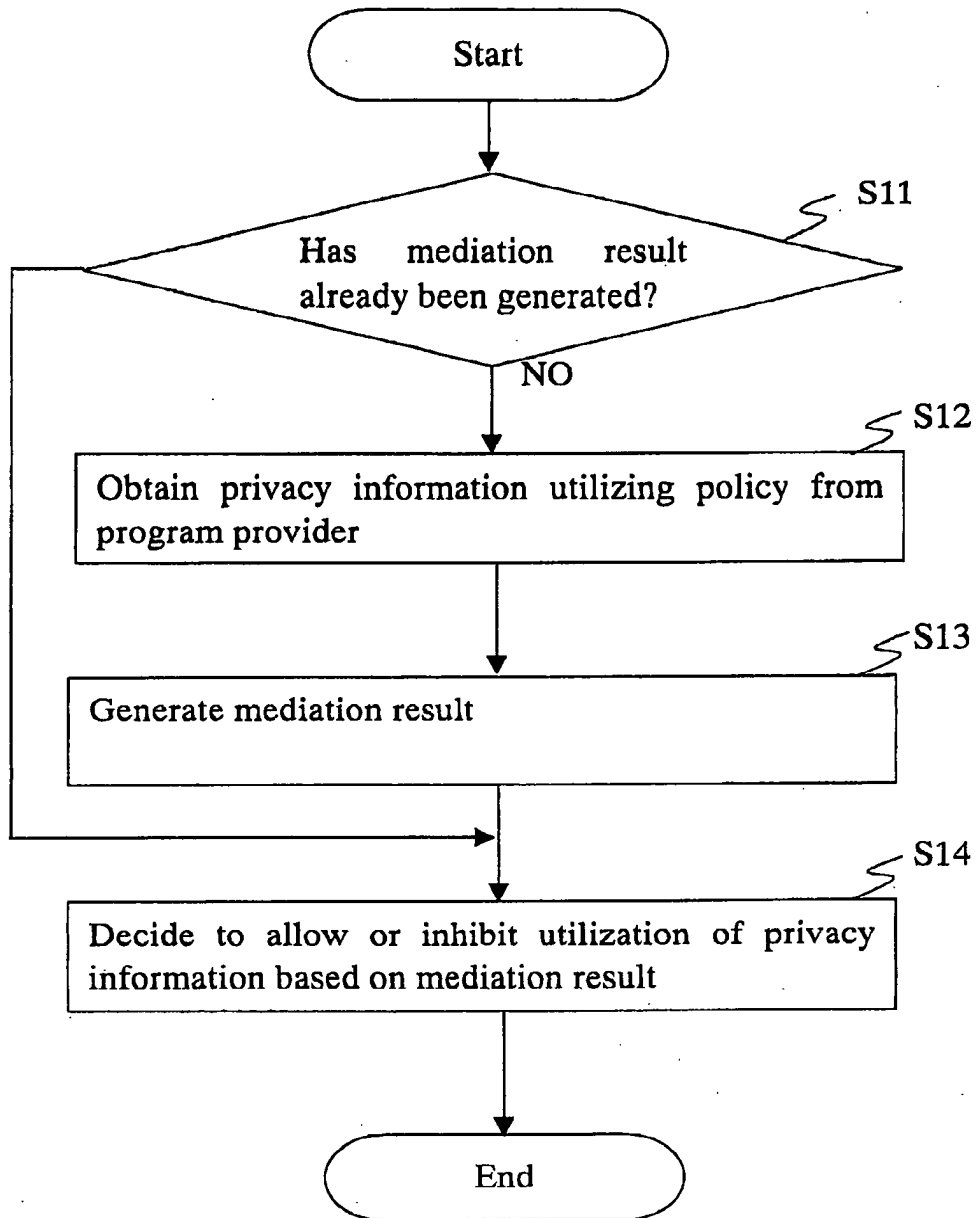 Start
S11
Has mediation result
already been generated?
NO
S12
Obtain privacy information utilizing policy from
program provider
S13
Generate mediation result
S14
Decide to allow or inhibit utilization of privacy
information based on mediation result
End